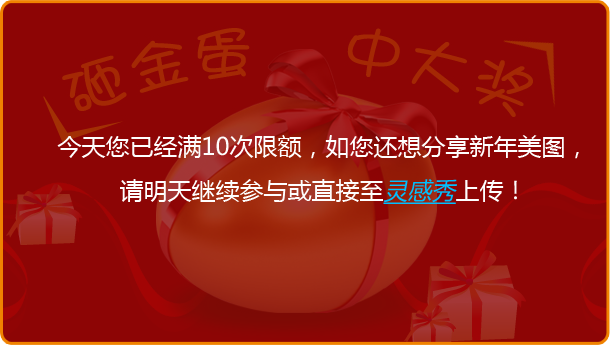 砸金蛋 中大奖
今天您已经满10次限额，如您还想分享新年美图，
请明天继续参与或直接至灵感秀上传！